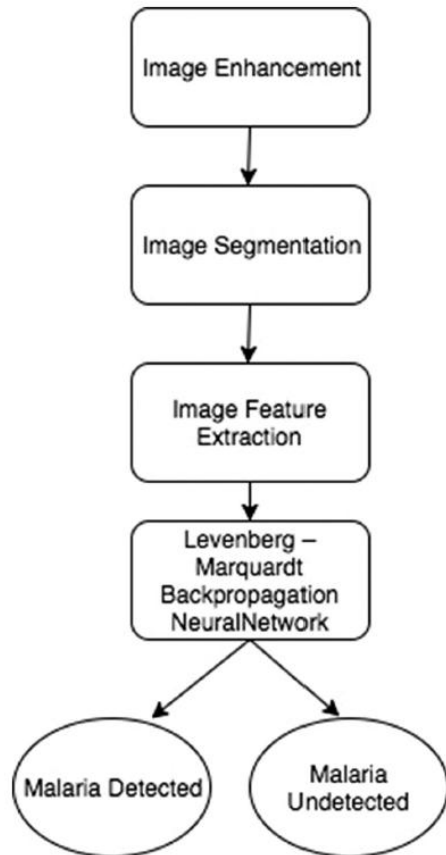 Image Enhancement
Image Segmentation
Image Feature
Extraction
Levenberg –
Marquardt
Backpropagation
NeuralNetwork
Malaria Detected
Malaria
Undetected